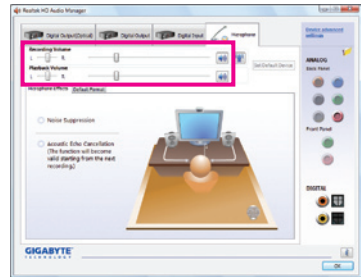 Realtek HD Audio Manager
Digital Output(Optical)
Digital Output
Digital Input
Microphone
Device advanced settings
Recording Volume
L
R
Playback Volume
L
R
Set Default Device
ANALOG
Back Panel
Microphone Effects
Default Format
Noise Suppression
Acoustic Echo Cancellation
(The function will become
valid starting from the next
recording)
Front Panel
DIGITAL
GIGABYTE
TECHNOLOGY
OK